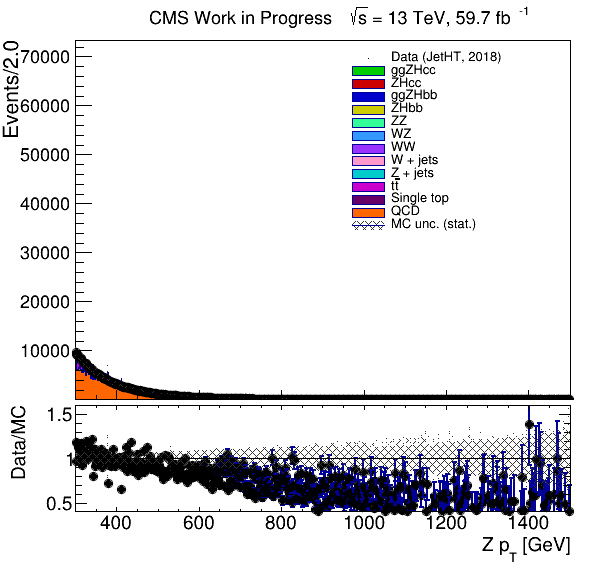 CMS Work in Progress √s = 13 TeV, 59.7 fb⁻¹
Events/2.0
70000
60000
50000
40000
30000
20000
10000
Data (JetHT, 2018)
ggZHcc
ZHcc
ggZHbb
ZHbb
ZZ
WZ
WW
W + jets
Z + jets
tt̅
Single top
QCD
MC unc. (stat.)
Data/MC
1.5
1
0.5
400 600 800 1000 1200 1400
Z p_T [GeV]